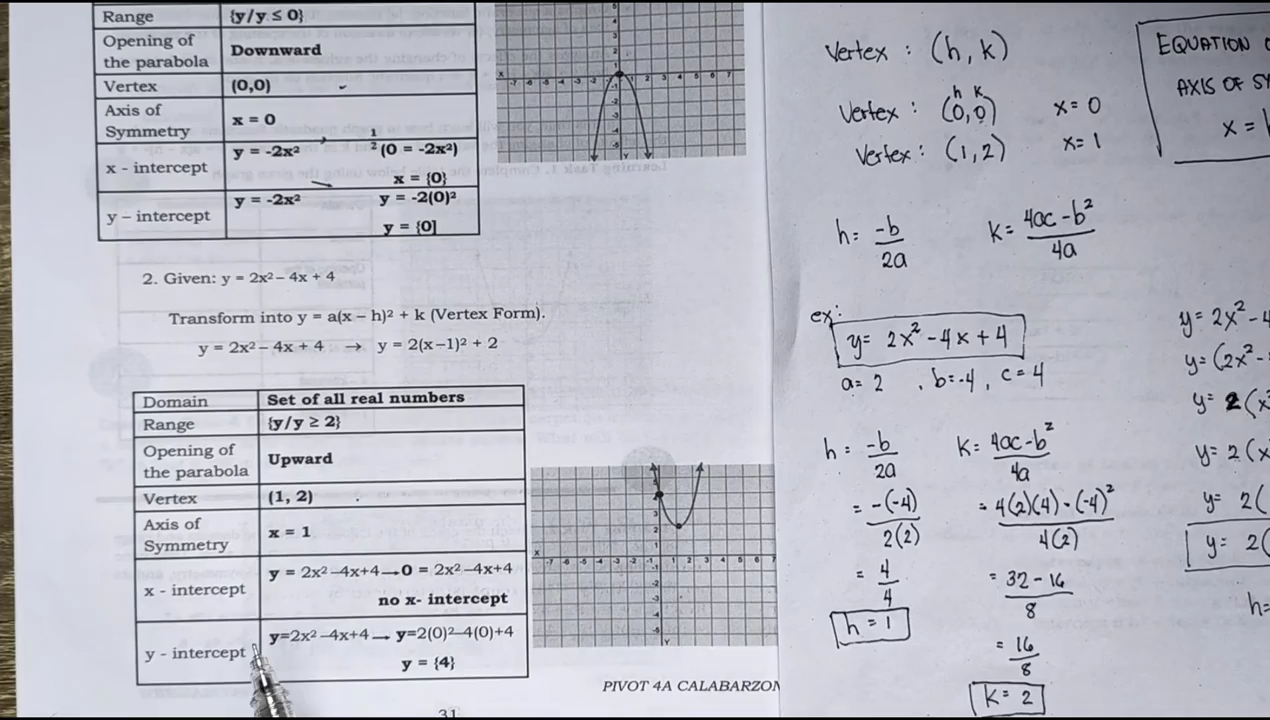 Range {y/y ≤ 0}
Opening of the parabola Downward
Vertex (0,0)
Axis of Symmetry x = 0
x - intercept y = -2x² 1/2 (0 = -2x²)
x = {0}
y – intercept y = -2x² y = -2(0)²
y = {0]
2. Given: y = 2x² – 4x + 4
Transform into y = a(x – h)² + k (Vertex Form).
y = 2x² – 4x + 4 → y = 2(x–1)² + 2
Domain Set of all real numbers
Range {y/y ≥ 2}
Opening of the parabola Upward
Vertex (1, 2)
Axis of Symmetry x = 1
x - intercept y = 2x² –4x+4→0 = 2x²–4x+4
no x- intercept
y - intercept y=2x² –4x+4 → y=2(0)²–4(0)+4
y = {4}
PIVOT 4A CALABARZON
31
Vertex : (h, k)
h k
Vertex : (0,0) x = 0
Vertex : (1,2) x = 1
EQUATION O
AXIS OF SY
x =
h = -b/2a k = 4ac - b²/4a
ex:
y = 2x² - 4x + 4
a = 2 , b = -4 , c = 4
h = -b/2a k = 4ac - b²/4a
= -(-4)/2(2) = 4(2)(4) - (-4)²/4(2)
= 4/4 = 32 - 16/8
h = 1
= 16/8
k = 2
y = 2x² - 4
y = (2x² -
y = 2 (x
y = 2 (x
y = 2(
y = 2(
h =